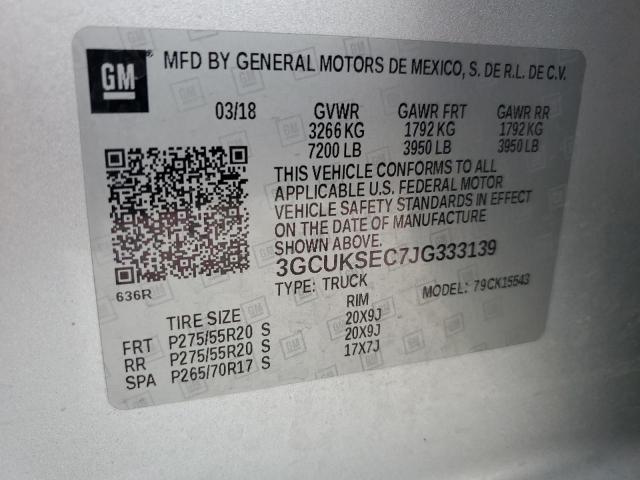 GM MFD BY GENERAL MOTORS DE MEXICO, S. DE R.L. DE C.V.
03/18 GVWR GAWR FRT GAWR RR
3266 KG 1792 KG 1792 KG
7200 LB 3950 LB 3950 LB
THIS VEHICLE CONFORMS TO ALL
APPLICABLE U.S. FEDERAL MOTOR
VEHICLE SAFETY STANDARDS IN EFFECT
ON THE DATE OF MANUFACTURE
SHOWN ABOVE.
3GCUKSEC7JG333139
TYPE: TRUCK MODEL: 79CK15543
636R
TIRE SIZE RIM
FRT P275/55R20 S 20X9J
RR P275/55R20 S 20X9J
SPA P265/70R17 S 17X7J